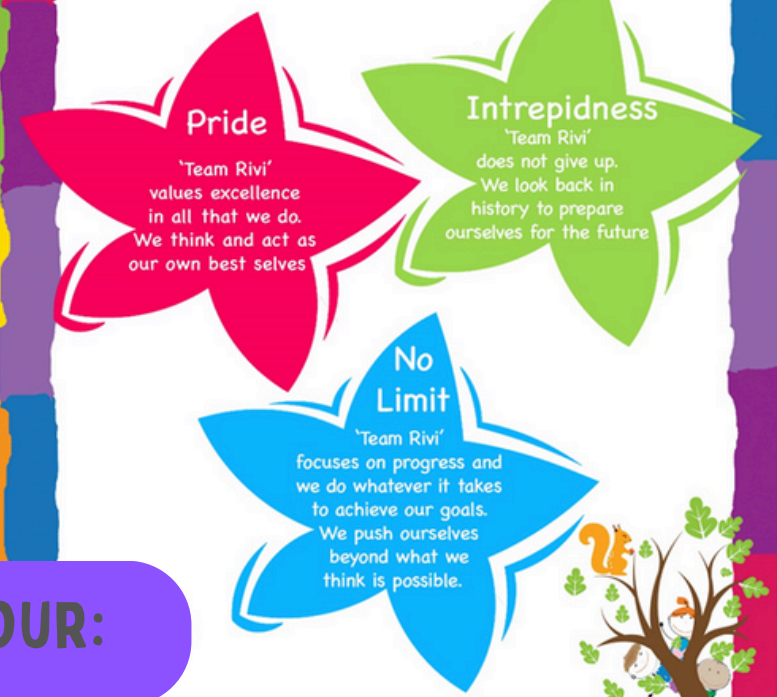 Pride
‘Team Rivi’
values excellence
in all that we do.
We think and act as
our own best selves
Intrepidness
‘Team Rivi’
does not give up.
We look back in
history to prepare
ourselves for the future
No
Limit
‘Team Rivi’
focuses on progress and
we do whatever it takes
to achieve our goals.
We push ourselves
beyond what we
think is possible.
OUR: